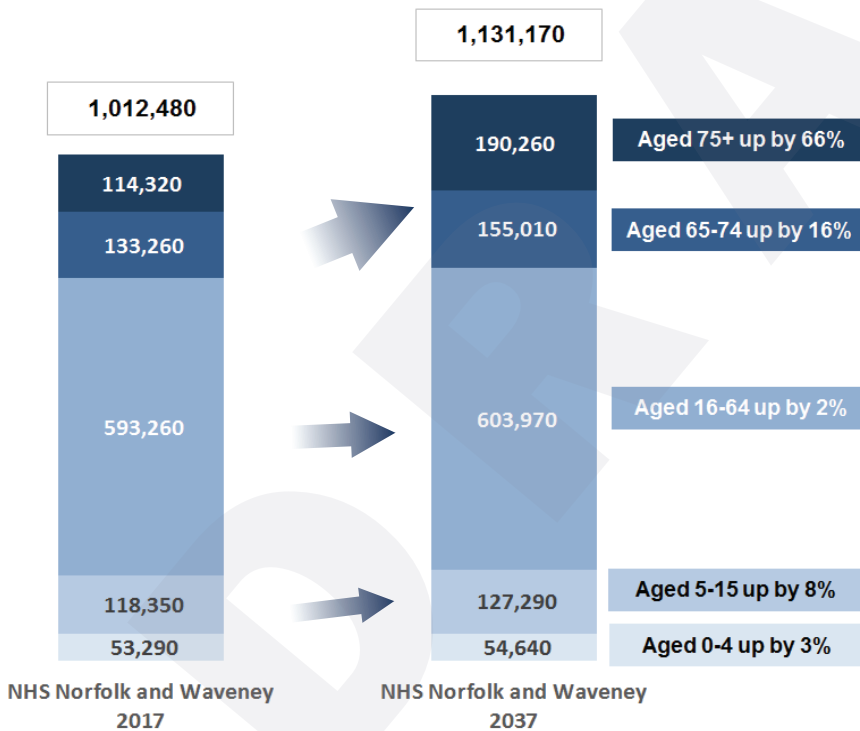 1,131,170
1,012,480
114,320
133,260
593,260
118,350
53,290
NHS Norfolk and Waveney
2017
190,260
155,010
603,970
127,290
54,640
NHS Norfolk and Waveney
2037
Aged 75+ up by 66%
Aged 65-74 up by 16%
Aged 16-64 up by 2%
Aged 5-15 up by 8%
Aged 0-4 up by 3%
DRA